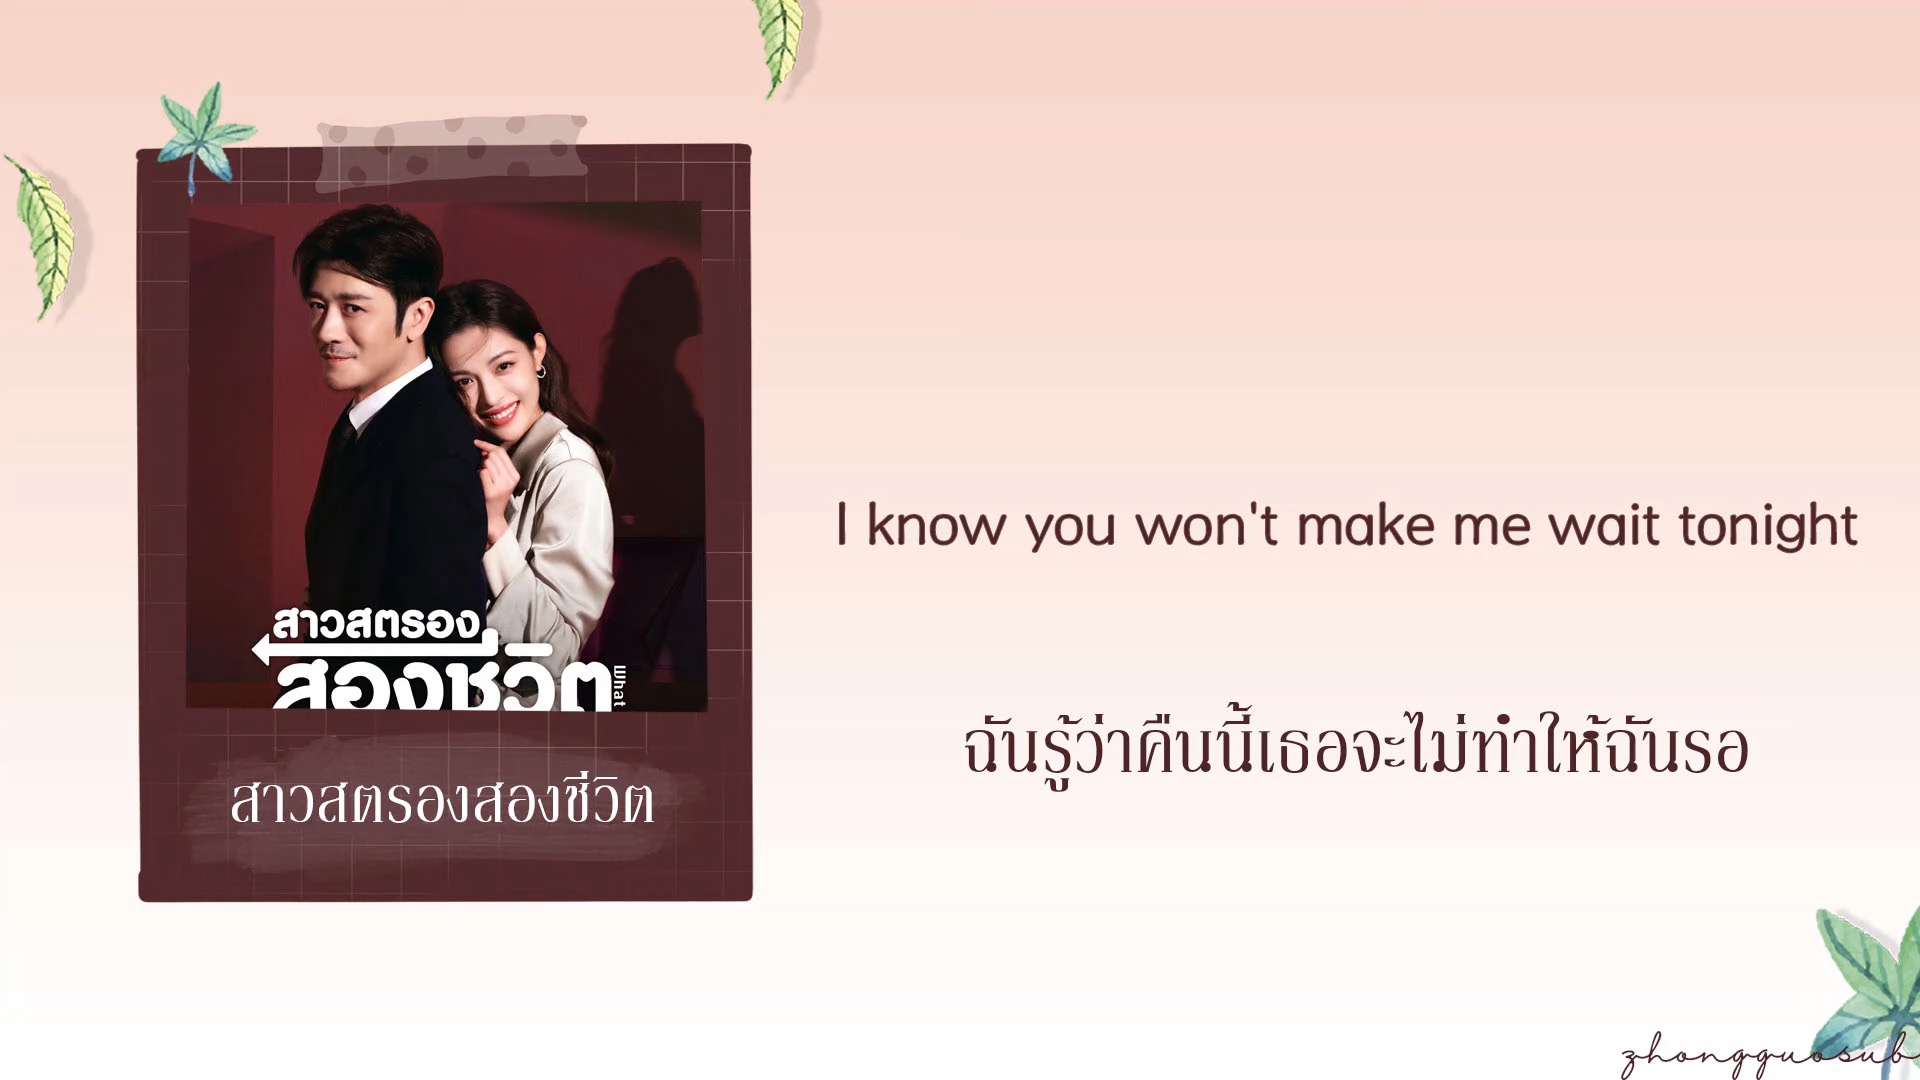 สาวสตรอง
สองชีวิต
What
สาวสตรองสองชีวิต
I know you won't make me wait tonight
ฉันรู้ว่าคืนนี้เธอจะไม่ทำให้ฉันรอ
zhongguosub